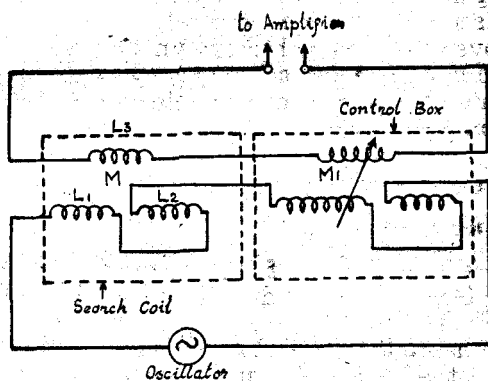 to Amplifier
Control Box
L3
M
M1
L1
L2
Search Coil
Oscillator